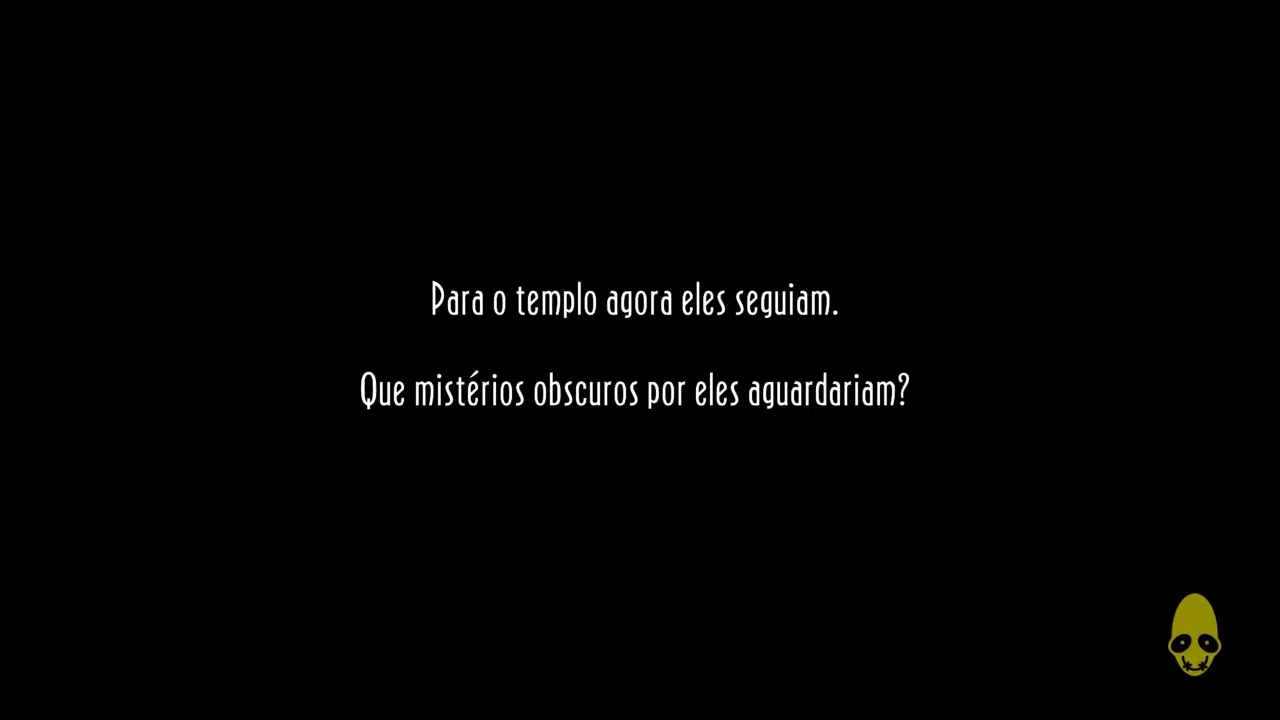 Para o templo agora eles seguiam.
Que mistérios obscuros por eles aguardariam?